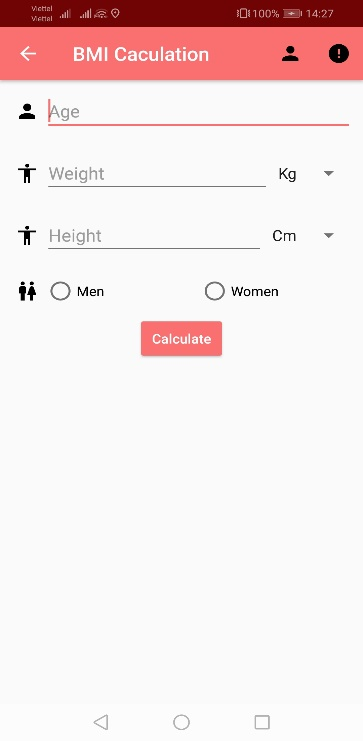 Viettel
Viettel
100% 14:27
BMI Caculation
Age
Weight Kg
Height Cm
Men Women
Calculate